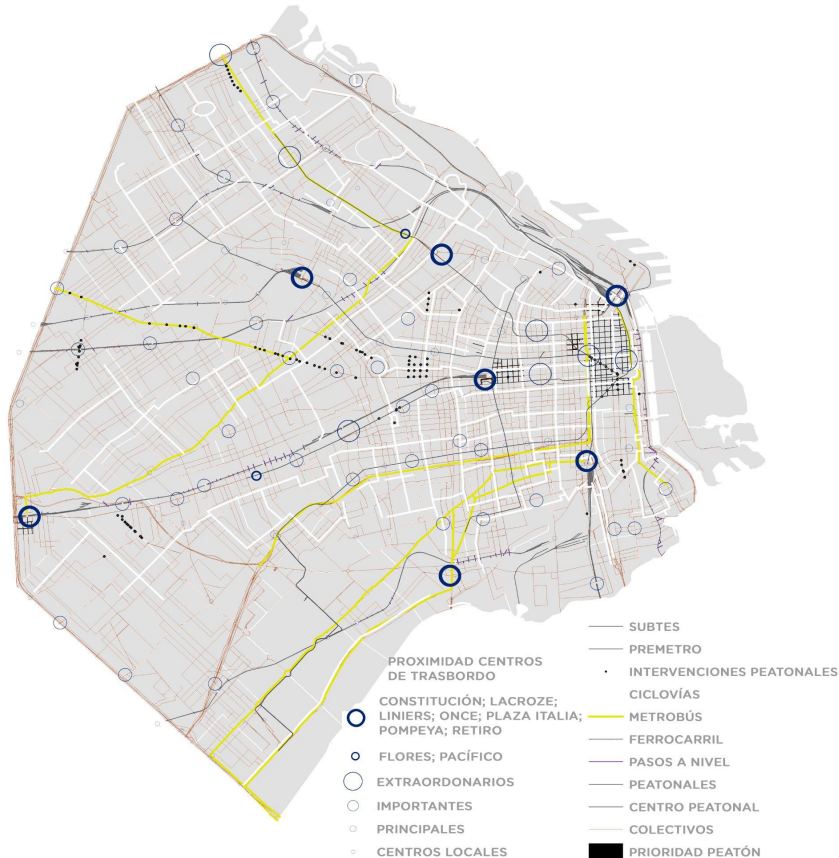 PROXIMIDAD CENTROS
DE TRASBORDO
CONSTITUCIÓN; LACROZE;
LINIERS; ONCE; PLAZA ITALIA;
POMPEYA; RETIRO
FLORES; PACÍFICO
EXTRAORDONARIOS
IMPORTANTES
PRINCIPALES
CENTROS LOCALES
SUBTES
PREMETRO
INTERVENCIONES PEATONALES
CICLOVÍAS
METROBÚS
FERROCARRIL
PASOS A NIVEL
PEATONALES
CENTRO PEATONAL
COLECTIVOS
PRIORIDAD PEATÓN